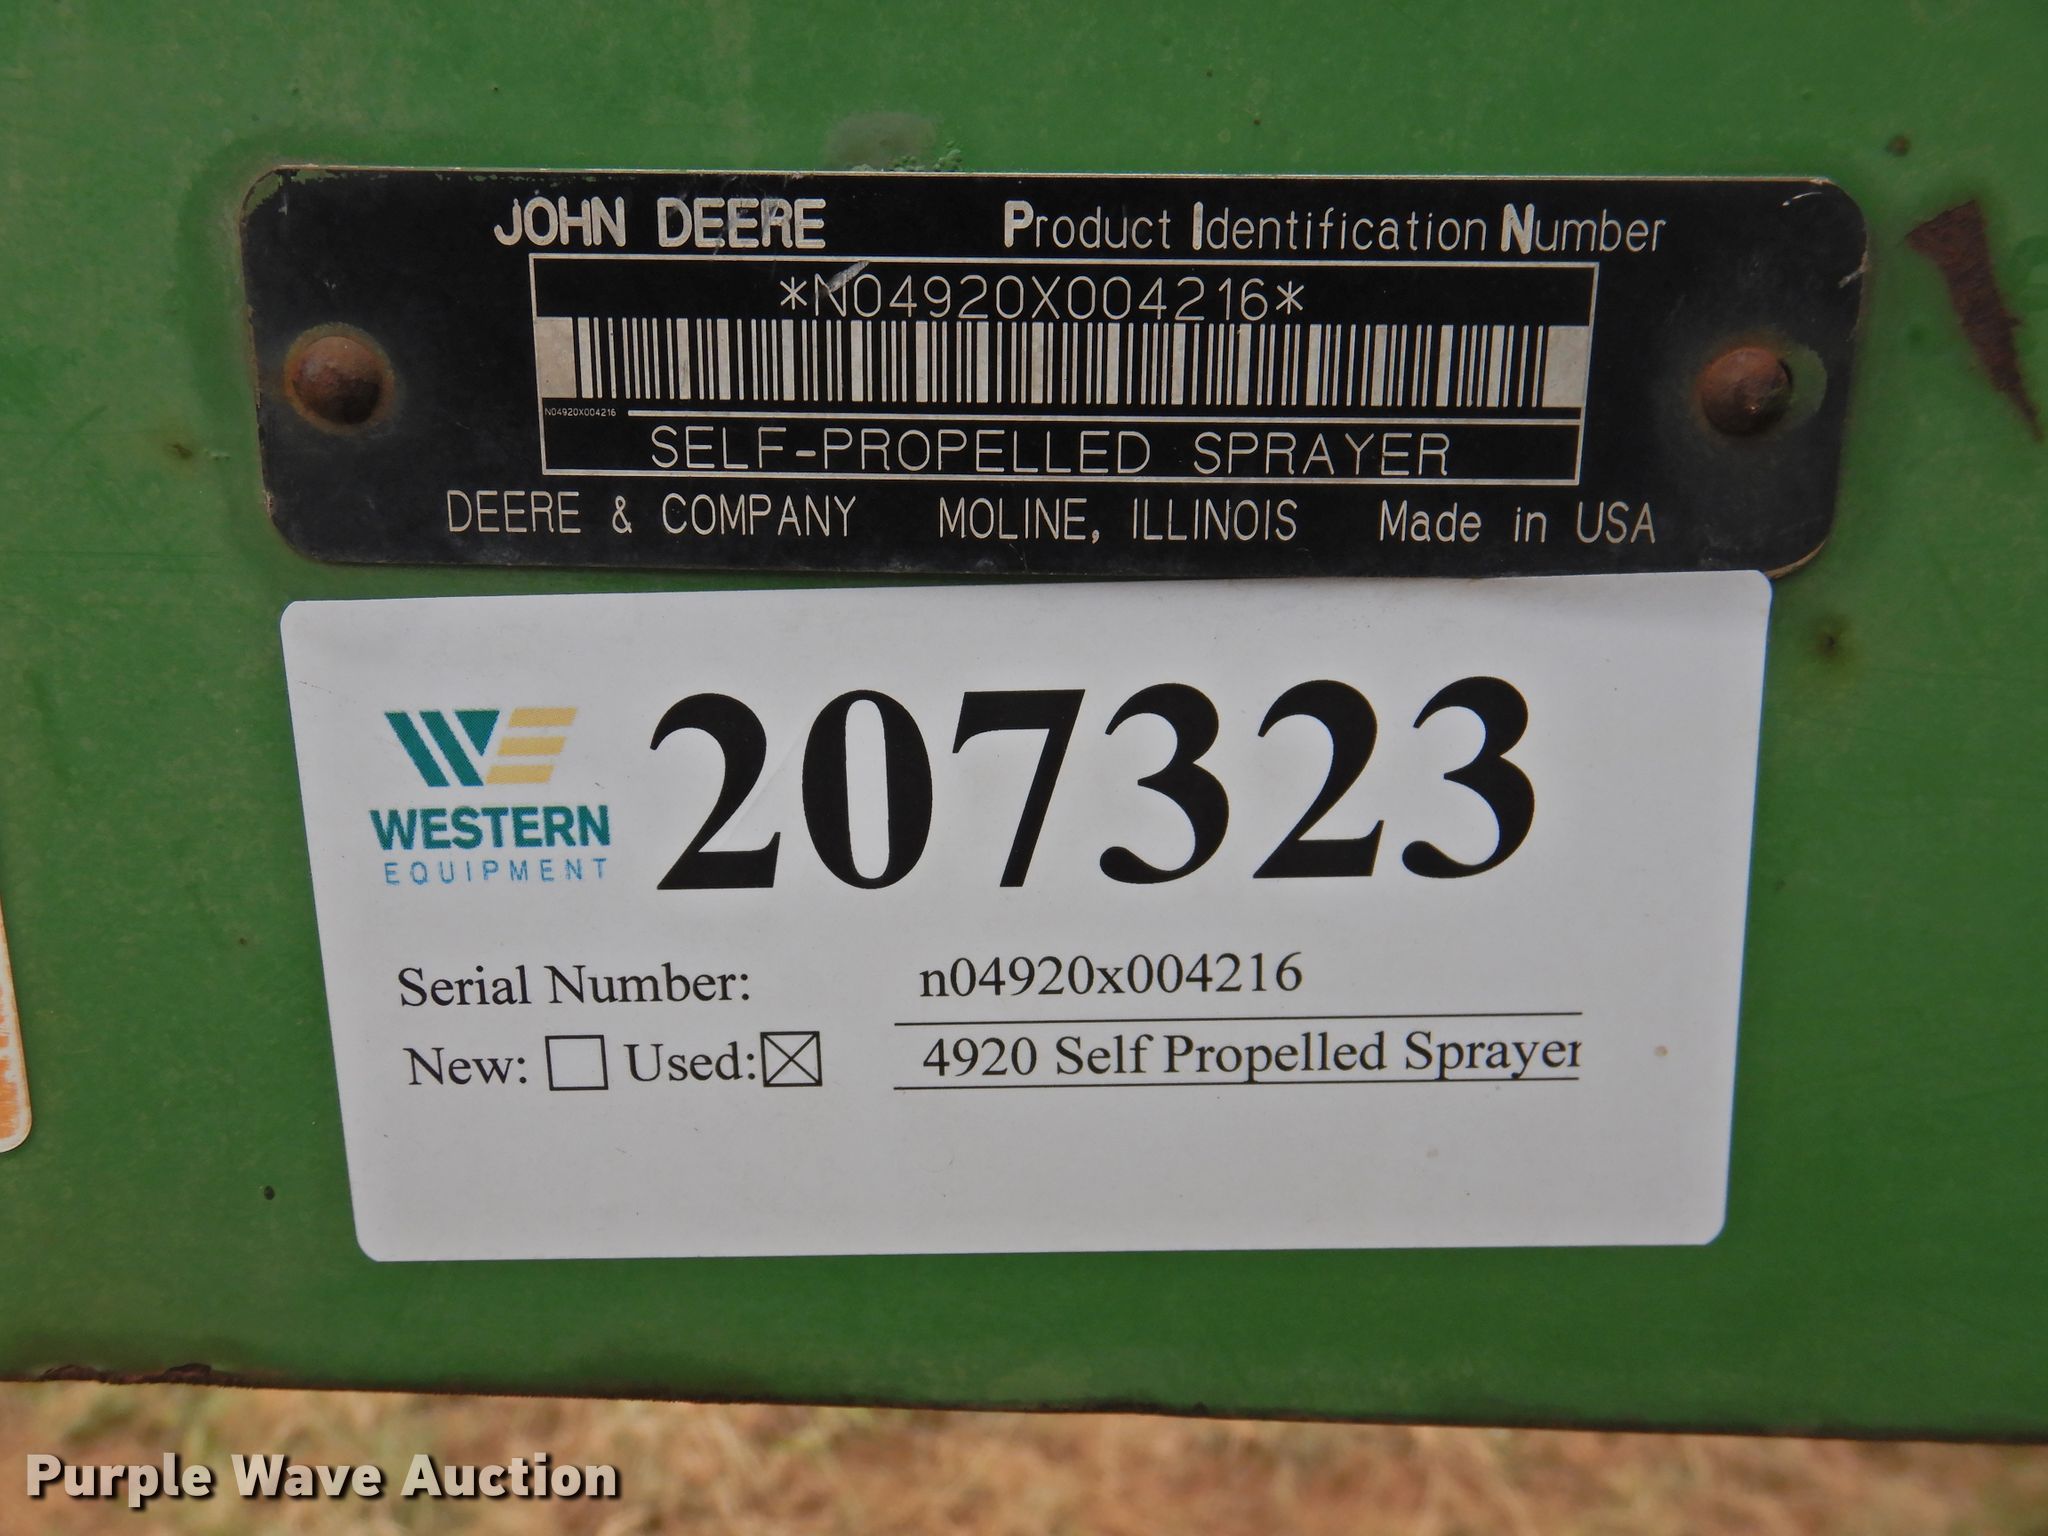 JOHN DEERE Product Identification Number
*N04920X004216*
N04920X004216
SELF-PROPELLED SPRAYER
DEERE & COMPANY MOLINE, ILLINOIS Made in USA
WE
WESTERN
EQUIPMENT
207323
Serial Number: n04920x004216
New: Used: 4920 Self Propelled Sprayer
Purple Wave Auction